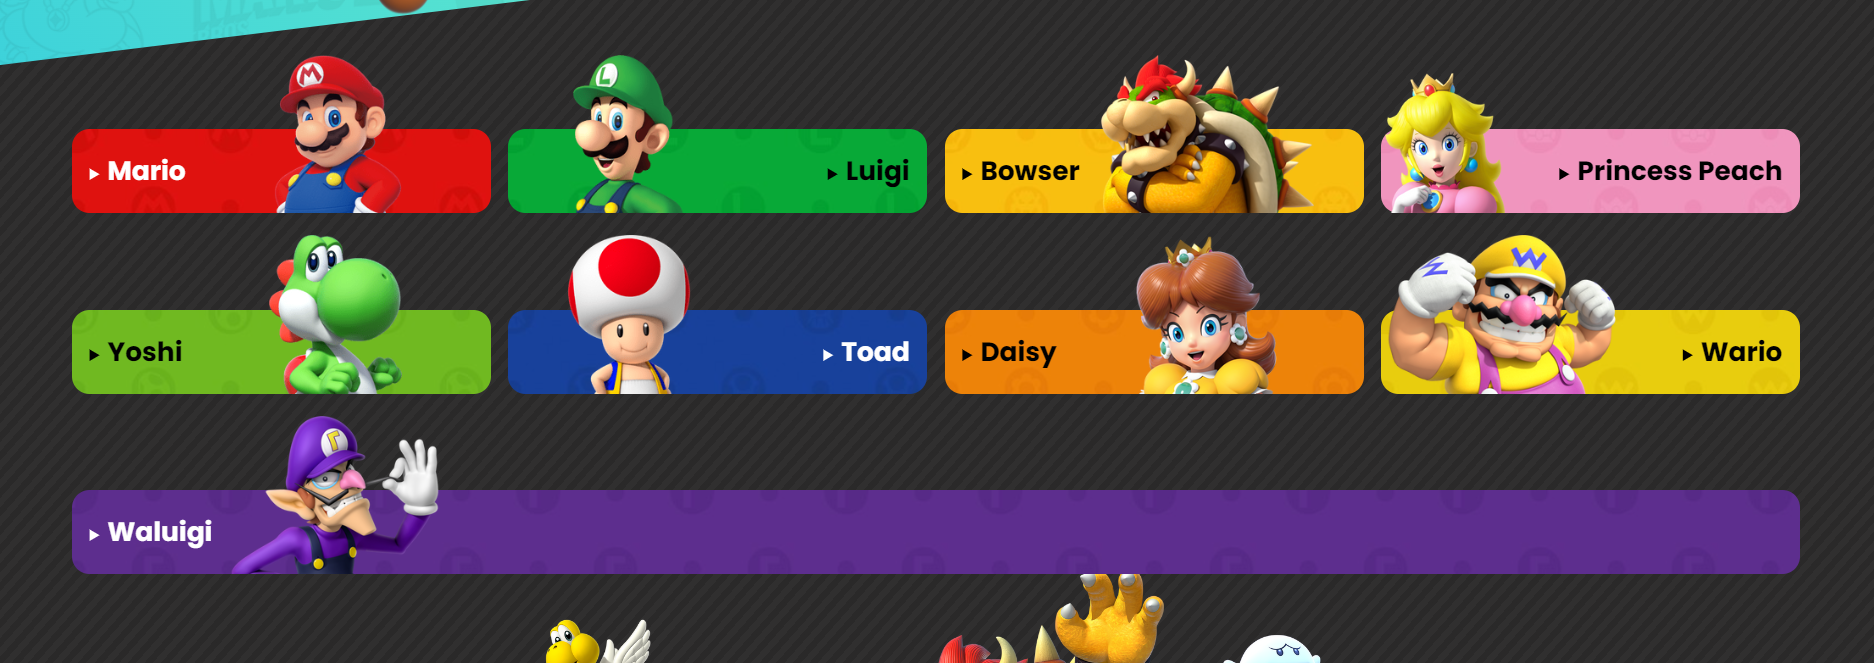 M
L
▸ Mario
▸ Luigi
▸ Bowser
▸ Princess Peach
W
▸ Yoshi
▸ Toad
▸ Daisy
▸ Wario
▸ Waluigi